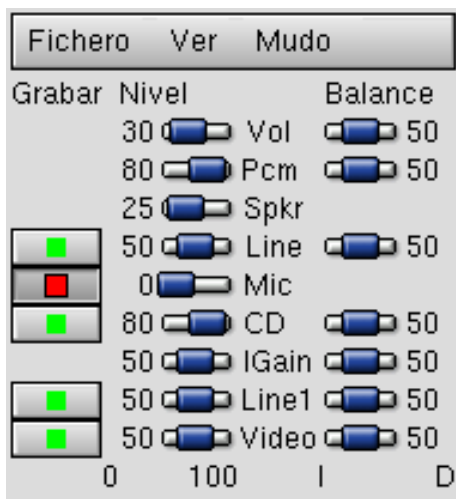 Fichero Ver Mudo
Grabar Nivel Balance
30 Vol 50
80 Pcm 50
25 Spkr
50 Line 50
0 Mic
80 CD 50
50 IGain 50
50 Line1 50
50 Video 50
0 100 I D